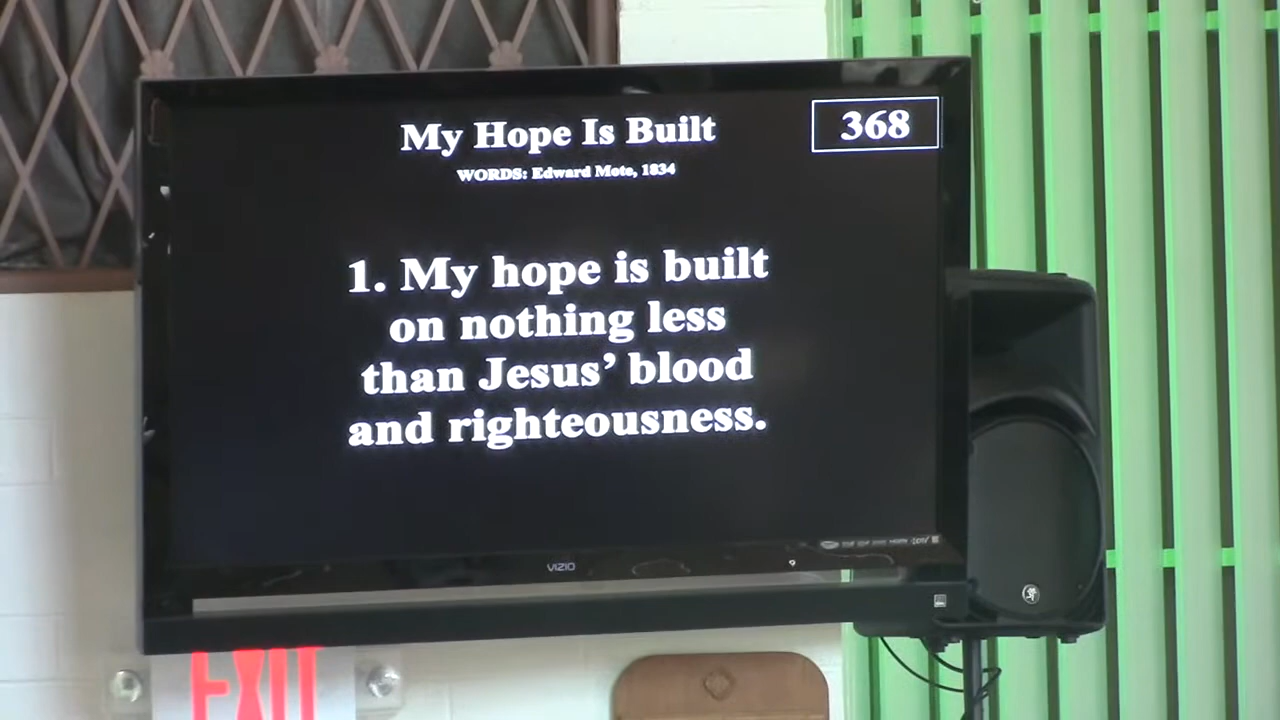 My Hope Is Built
368
WORDS: Edward Mote, 1834
1. My hope is built
on nothing less
than Jesus’ blood
and righteousness.
VIZIO
EXIT